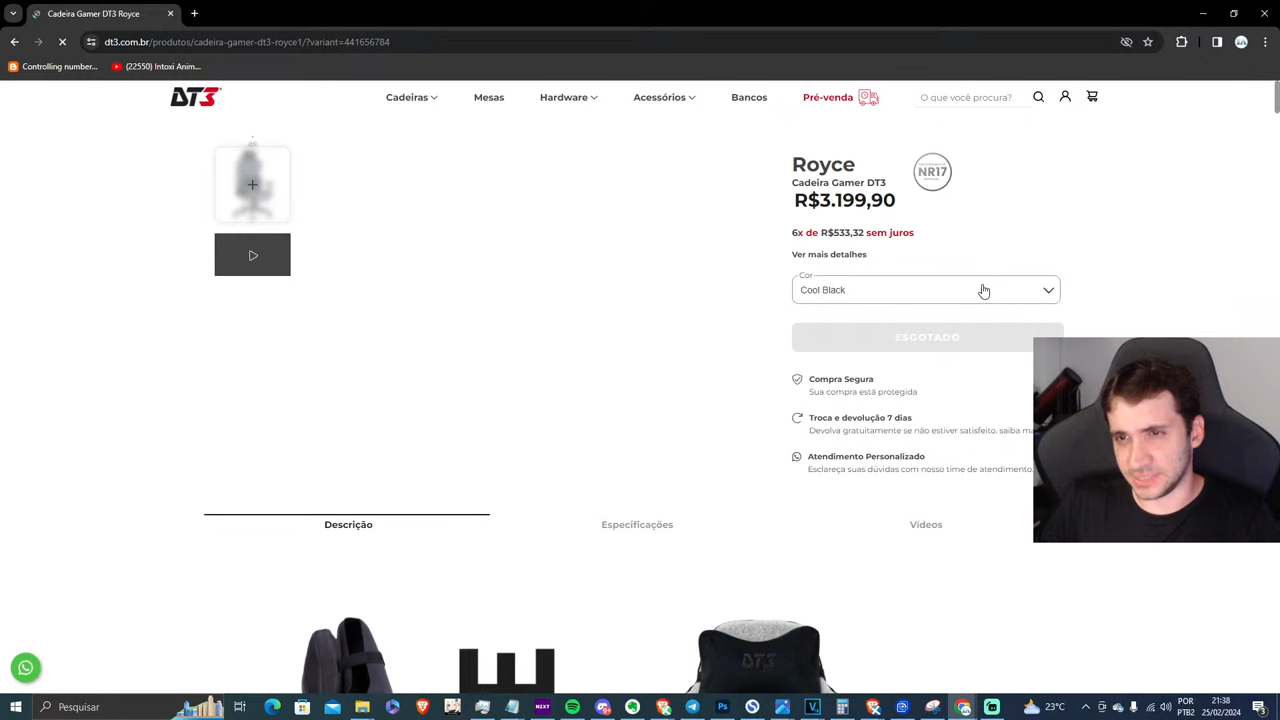 Cadeira Gamer DT3
dt3.com.br/produtos/cadeira-gamer-dt3-royce1/?variant=441656784
Controlling number...
(22550) Intoxi Anim...
DT3
Cadeiras
Mesas
Hardware
Acessórios
Bancos
Pré-venda
O que você procura?
Royce
NR17
Cadeira Gamer DT3
R$3.199,90
6x de R$533,32 sem juros
Ver mais detalhes
Cor
Cool Black
ESGOTADO
Compra Segura
Sua compra está protegida
Troca e devolução 7 dias
Devolva gratuitamente se não estiver satisfeito. saiba ma
Atendimento Personalizado
Esclareça suas dúvidas com nosso time de atendimento.
Descrição
Especificações
Vídeos
DT3
Pesquisar
23°C
POR
PTB2
21:38
25/02/2024